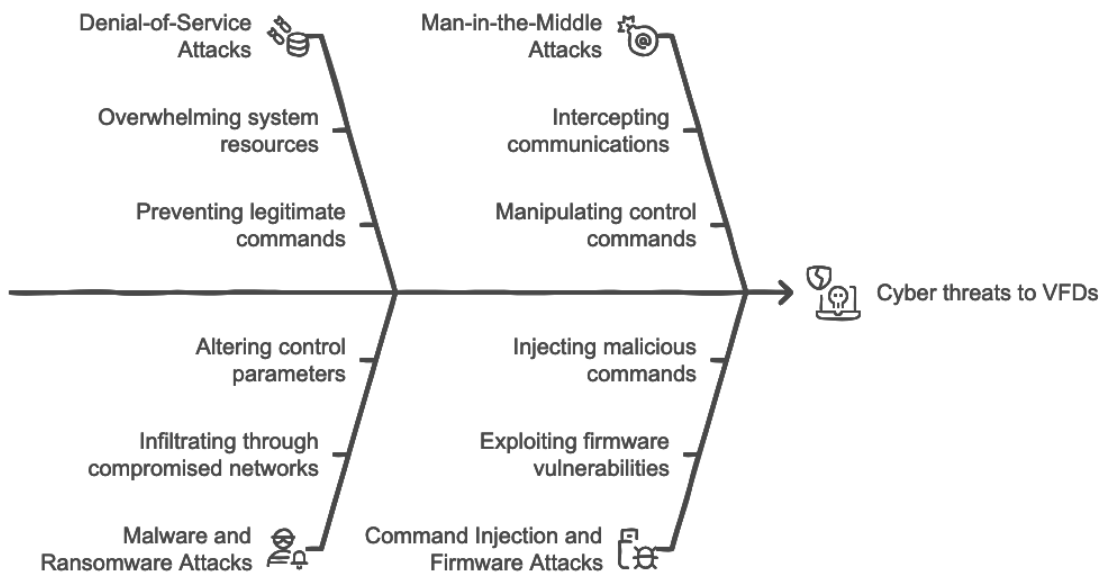 Denial-of-Service
Attacks
Man-in-the-Middle
Attacks
Overwhelming system
resources
Intercepting
communications
Preventing legitimate
commands
Manipulating control
commands
Cyber threats to VFDs
Altering control
parameters
Injecting malicious
commands
Infiltrating through
compromised networks
Exploiting firmware
vulnerabilities
Malware and
Ransomware Attacks
Command Injection and
Firmware Attacks